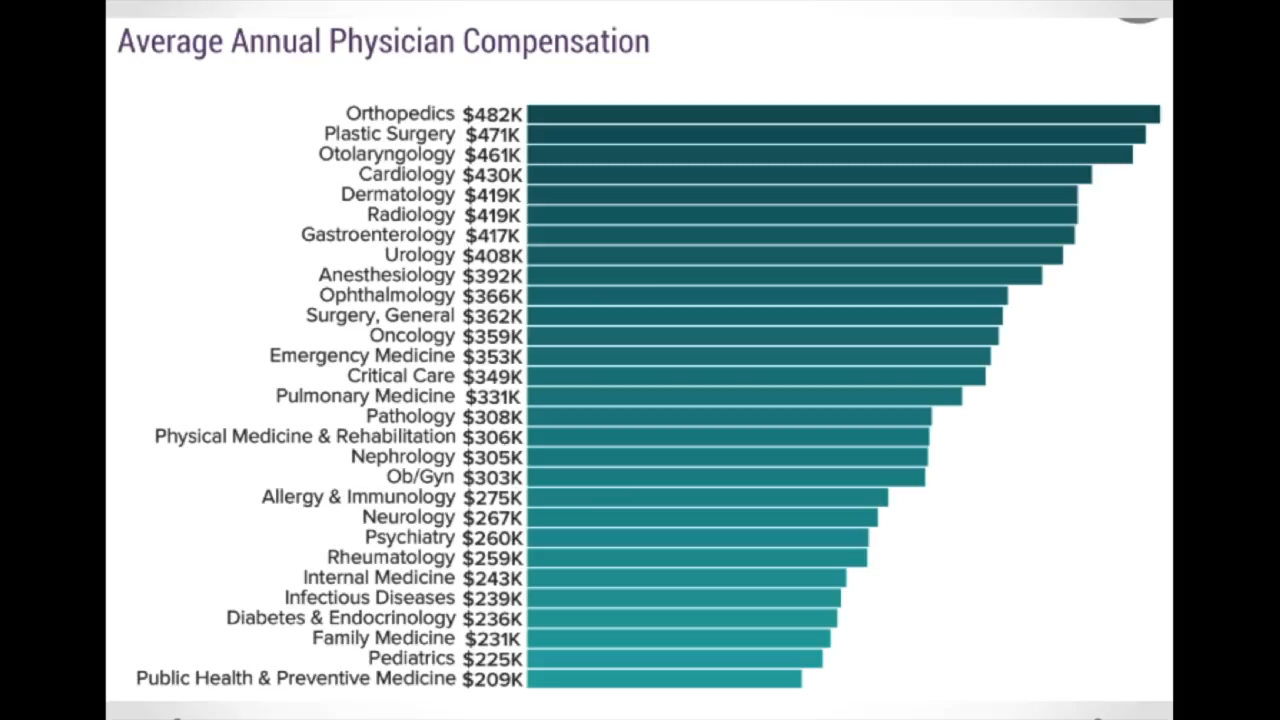 Average Annual Physician Compensation
Orthopedics $482K
Plastic Surgery $471K
Otolaryngology $461K
Cardiology $430K
Dermatology $419K
Radiology $419K
Gastroenterology $417K
Urology $408K
Anesthesiology $392K
Ophthalmology $366K
Surgery, General $362K
Oncology $359K
Emergency Medicine $353K
Critical Care $349K
Pulmonary Medicine $331K
Pathology $308K
Physical Medicine & Rehabilitation $306K
Nephrology $305K
Ob/Gyn $303K
Allergy & Immunology $275K
Neurology $267K
Psychiatry $260K
Rheumatology $259K
Internal Medicine $243K
Infectious Diseases $239K
Diabetes & Endocrinology $236K
Family Medicine $231K
Pediatrics $225K
Public Health & Preventive Medicine $209K